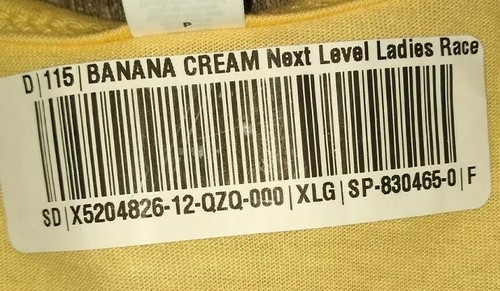 P
D | 115 | BANANA CREAM Next Level Ladies Race
SD | X5204826-12-QZQ-000 | XLG | SP-830465-0 | F